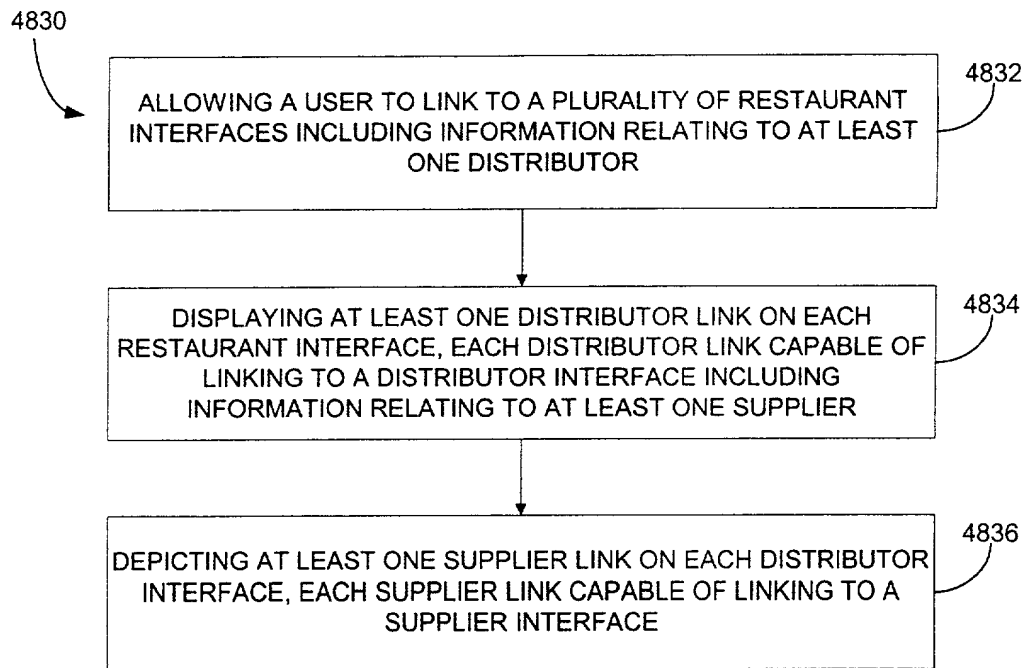 4830
4832
ALLOWING A USER TO LINK TO A PLURALITY OF RESTAURANT
INTERFACES INCLUDING INFORMATION RELATING TO AT LEAST
ONE DISTRIBUTOR
4834
DISPLAYING AT LEAST ONE DISTRIBUTOR LINK ON EACH
RESTAURANT INTERFACE, EACH DISTRIBUTOR LINK CAPABLE OF
LINKING TO A DISTRIBUTOR INTERFACE INCLUDING
INFORMATION RELATING TO AT LEAST ONE SUPPLIER
4836
DEPICTING AT LEAST ONE SUPPLIER LINK ON EACH DISTRIBUTOR
INTERFACE, EACH SUPPLIER LINK CAPABLE OF LINKING TO A
SUPPLIER INTERFACE